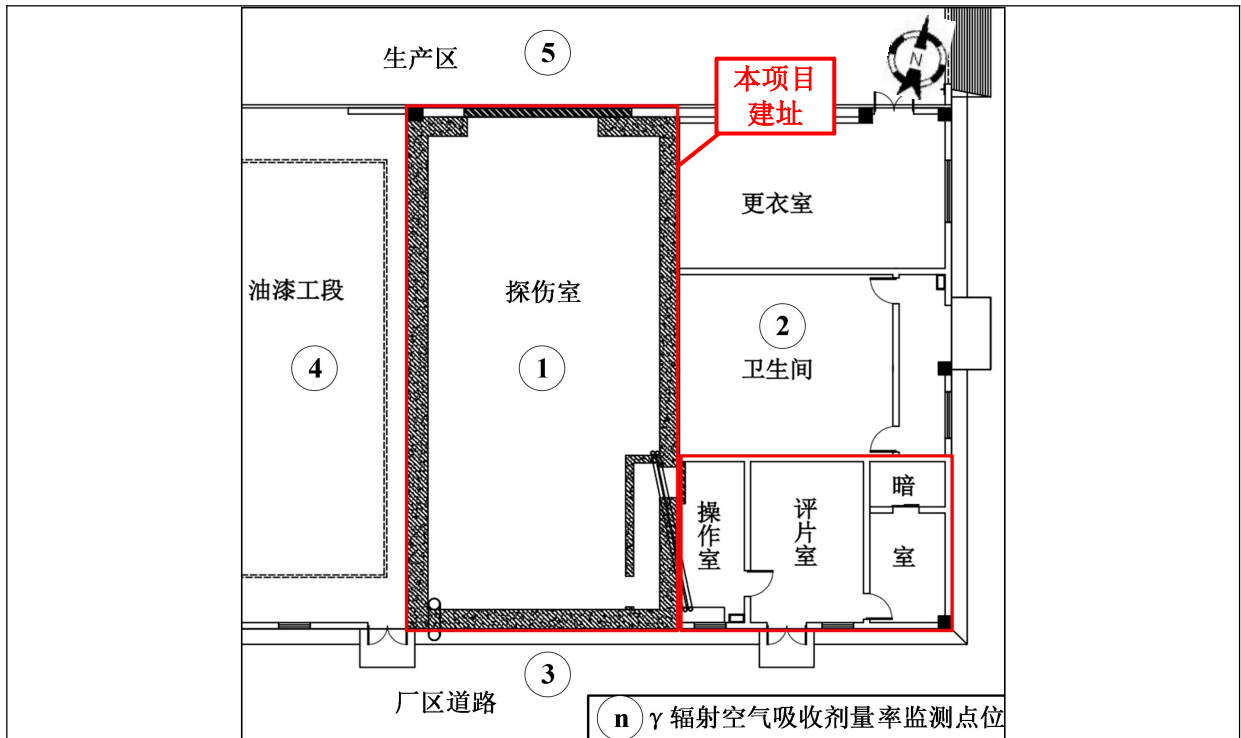 生产区
5
N
本项目
建址
更衣室
油漆工段
探伤室
2
4
1
卫生间
操作室
评片室
暗
室
3
厂区道路
n γ辐射空气吸收剂量率监测点位